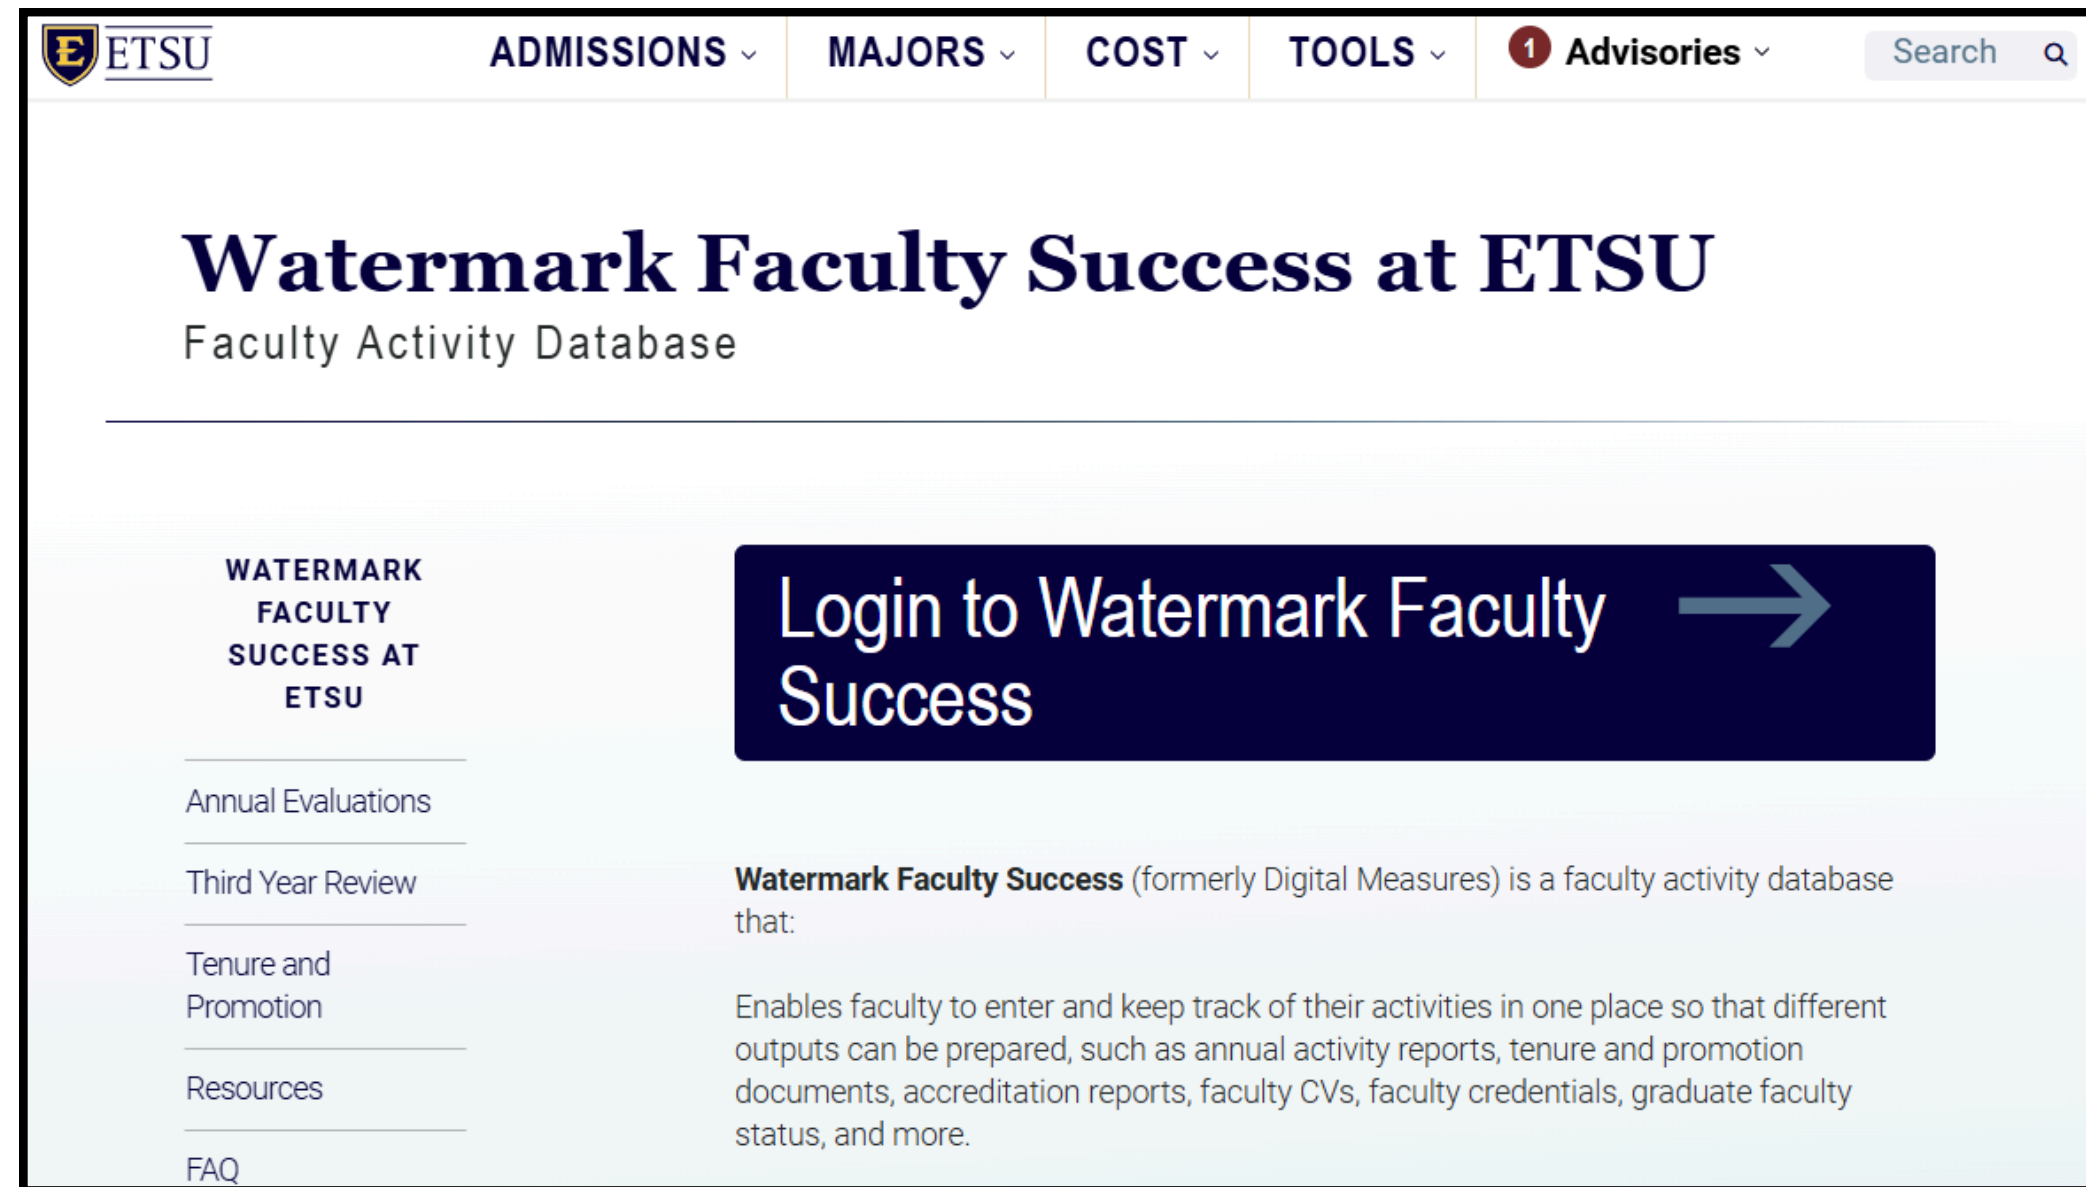 E ETSU
ADMISSIONS MAJORS COST TOOLS 1 Advisories Search
Watermark Faculty Success at ETSU
Faculty Activity Database
WATERMARK
FACULTY
SUCCESS AT
ETSU
Annual Evaluations
Third Year Review
Tenure and
Promotion
Resources
FAQ
Login to Watermark Faculty
Success
Watermark Faculty Success (formerly Digital Measures) is a faculty activity database
that:
Enables faculty to enter and keep track of their activities in one place so that different
outputs can be prepared, such as annual activity reports, tenure and promotion
documents, accreditation reports, faculty CVs, faculty credentials, graduate faculty
status, and more.